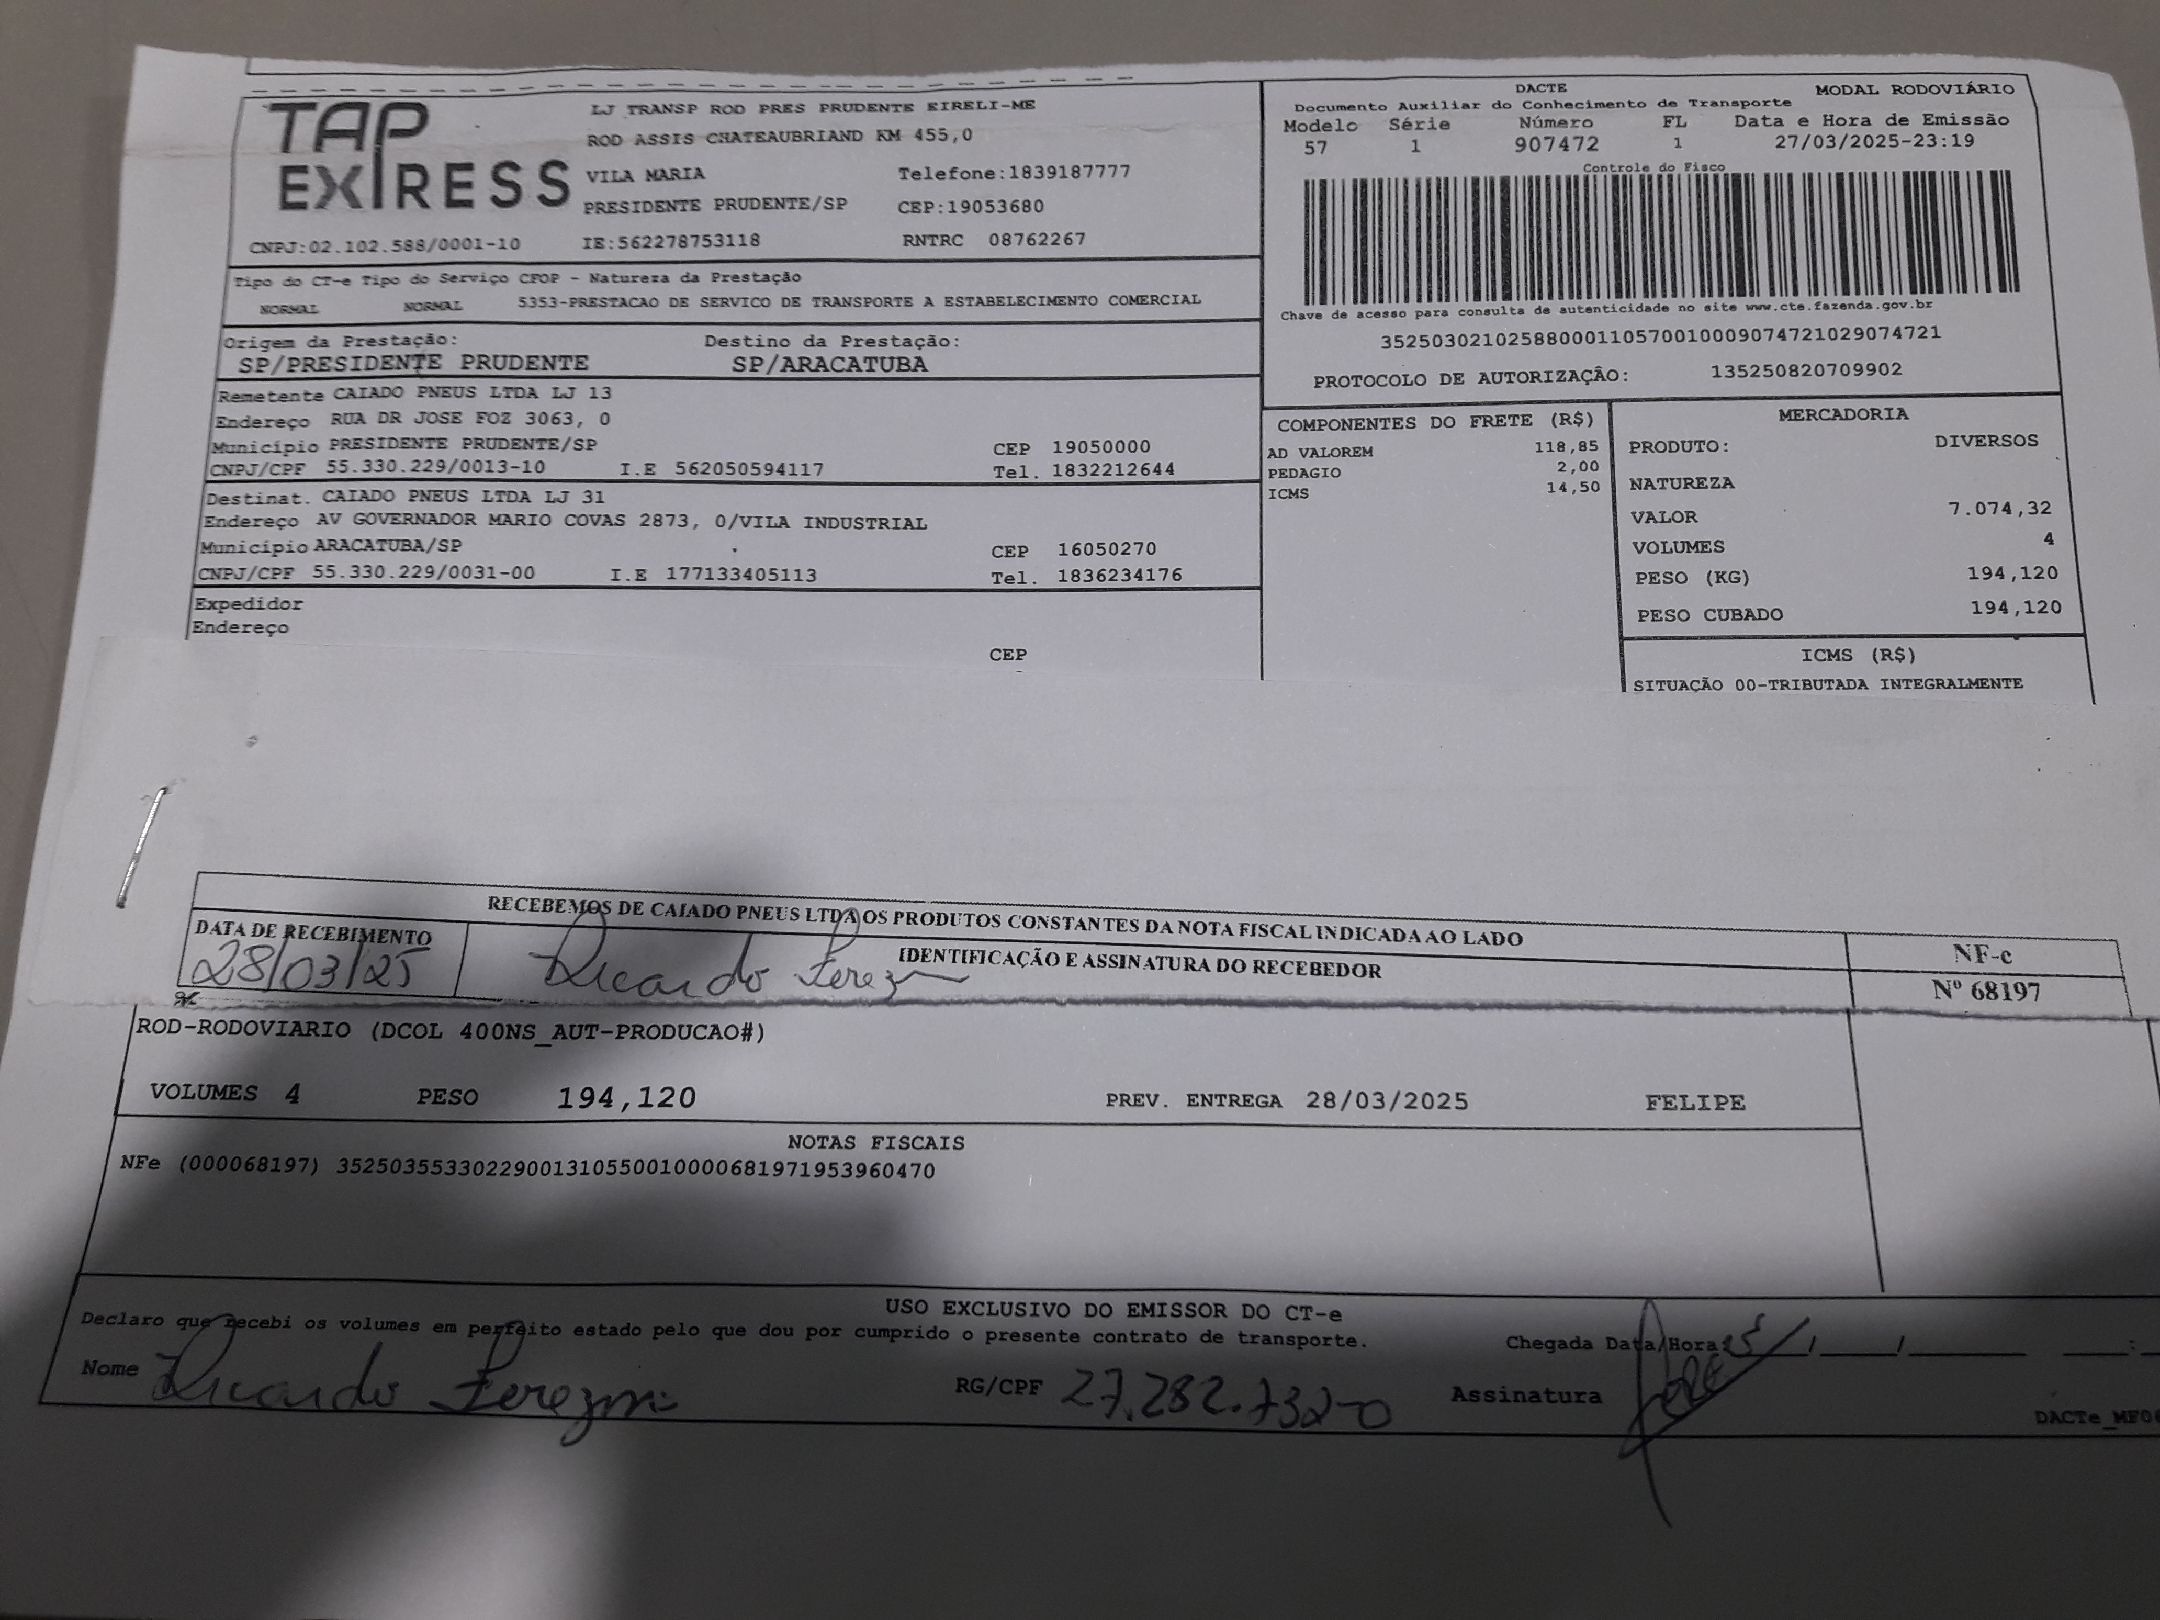 TAP EXPRESS
LJ TRANSP ROD PRES PRUDENTE EIRELI-ME
ROD ASSIS CHATEAUBRIAND KM 455,0
VILA MARIA Telefone:1839187777
PRESIDENTE PRUDENTE/SP CEP:19053680
CNPJ:02.102.588/0001-10 IE:562278753118 RNTRC 08762267
DACTE MODAL RODOVIÁRIO
Documento Auxiliar do Conhecimento de Transporte
Modelo Série Número FL Data e Hora de Emissão
57 1 907472 1 27/03/2025-23:19
Controle do Fisco
Chave de acesso para consulta de autenticidade no site www.cte.fazenda.gov.br
35250302102588000110570010009074721029074721
PROTOCOLO DE AUTORIZAÇÃO: 135250820709902
Tipo do CT-e Tipo do Serviço CFOP - Natureza da Prestação
NORMAL NORMAL 5353-PRESTACAO DE SERVICO DE TRANSPORTE A ESTABELECIMENTO COMERCIAL
Origem da Prestação: Destino da Prestação:
SP/PRESIDENTE PRUDENTE SP/ARACATUBA
Remetente CAIADO PNEUS LTDA LJ 13
Endereço RUA DR JOSE FOZ 3063, 0
Município PRESIDENTE PRUDENTE/SP CEP 19050000
CNPJ/CPF 55.330.229/0013-10 I.E 562050594117 Tel. 1832212644
Destinat. CAIADO PNEUS LTDA LJ 31
Endereço AV GOVERNADOR MARIO COVAS 2873, 0/VILA INDUSTRIAL
Município ARACATUBA/SP CEP 16050270
CNPJ/CPF 55.330.229/0031-00 I.E 177133405113 Tel. 1836234176
Expedidor
Endereço
CEP
COMPONENTES DO FRETE (R$)
AD VALOREM 118,85
PEDAGIO 2,00
ICMS 14,50
MERCADORIA
PRODUTO: DIVERSOS
NATUREZA
VALOR 7.074,32
VOLUMES 4
PESO (KG) 194,120
PESO CUBADO 194,120
ICMS (R$)
SITUAÇÃO 00-TRIBUTADA INTEGRALMENTE
RECEBEMOS DE CAIADO PNEUS LTDA OS PRODUTOS CONSTANTES DA NOTA FISCAL INDICADA AO LADO
DATA DE RECEBIMENTO IDENTIFICAÇÃO E ASSINATURA DO RECEBEDOR
28/03/25 Ricardo
NF-e
Nº 68197
ROD-RODOVIARIO (DCOL 400NS_AUT-PRODUCAO#)
VOLUMES 4 PESO 194,120 PREV. ENTREGA 28/03/2025 FELIPE
NOTAS FISCAIS
NFe (000068197) 35250355330229001310550010000681971953960470
USO EXCLUSIVO DO EMISSOR DO CT-e
Declaro que recebi os volumes em perfeito estado pelo que dou por cumprido o presente contrato de transporte.
Chegada Data/Hora:
Nome Ricardo RG/CPF 27.282.732-0 Assinatura